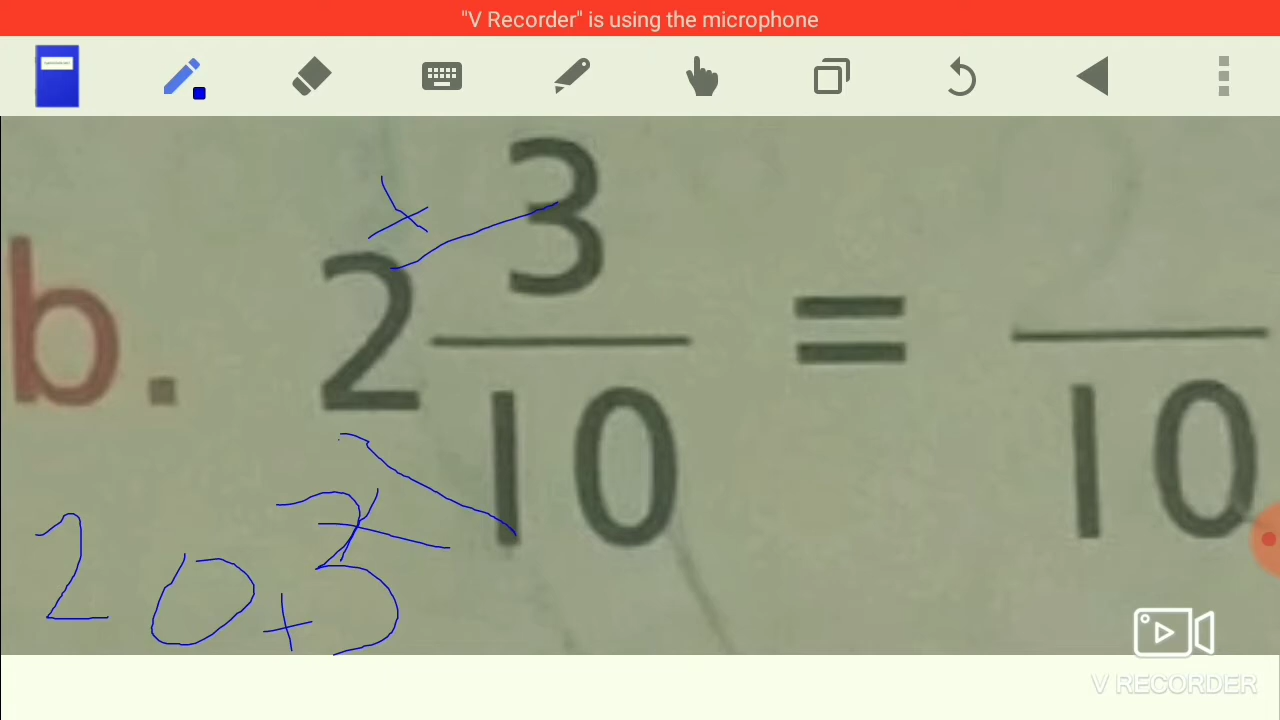 "V Recorder" is using the microphone
b. 2 3/10 = /10
×
×
20+3
V RECORDER